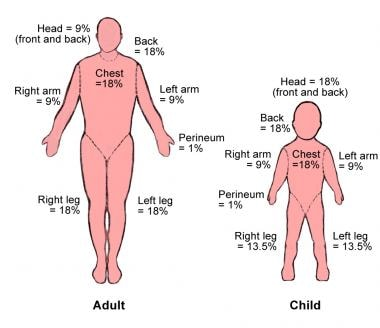 Head = 9%
(front and back)
Back
= 18%
Chest
=18%
Right arm
= 9%
Left arm
= 9%
Perineum
= 1%
Right leg
= 18%
Left leg
= 18%
Adult
Head = 18%
(front and back)
Back
= 18%
Right arm
= 9%
Chest
=18%
Left arm
= 9%
Perineum
= 1%
Right leg
= 13.5%
Left leg
= 13.5%
Child